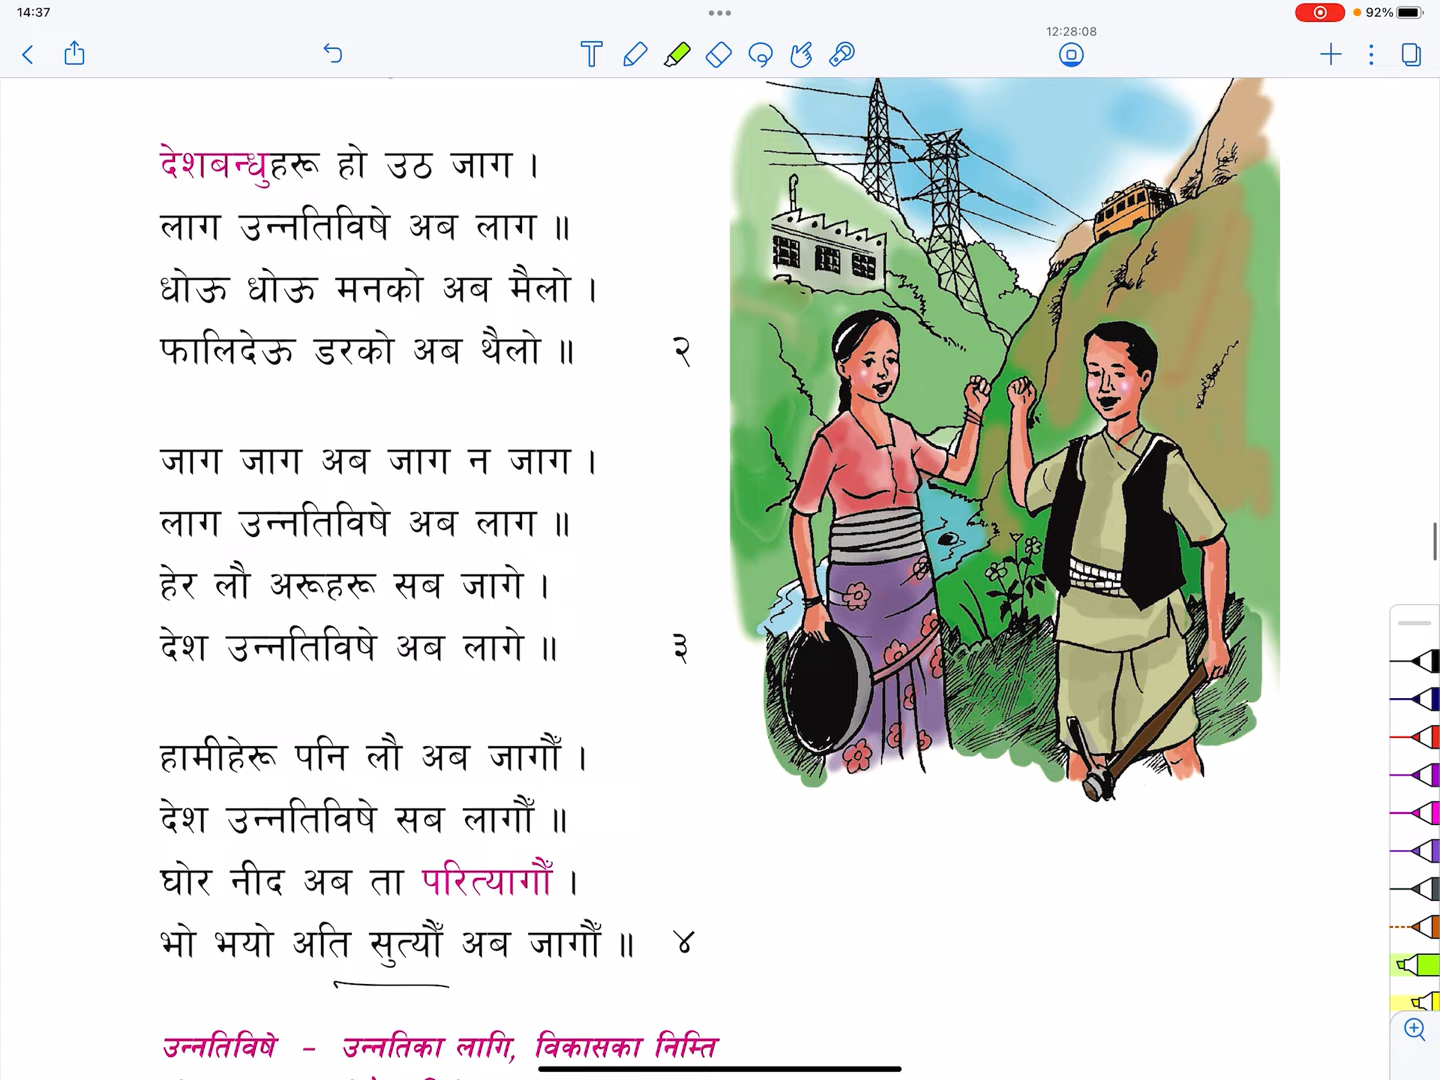 14:37
92%
12:28:08
देशबन्धुहरू हो उठ जाग ।
लाग उन्नतिविषे अब लाग ॥
धोऊ धोऊ मनको अब मैलो ।
फालिदेऊ डरको अब थैलो ॥ २
जाग जाग अब जाग न जाग ।
लाग उन्नतिविषे अब लाग ॥
हेर लौ अरूहरू सब जागे ।
देश उन्नतिविषे अब लागे ॥ ३
हामीहेरू पनि लौ अब जागौँ ।
देश उन्नतिविषे सब लागौँ ॥
घोर नीद अब ता परित्यागौँ ।
भो भयो अति सुत्यौँ अब जागौँ ॥ ४
उन्नतिविषे – उन्नतिका लागि, विकासका निम्ति